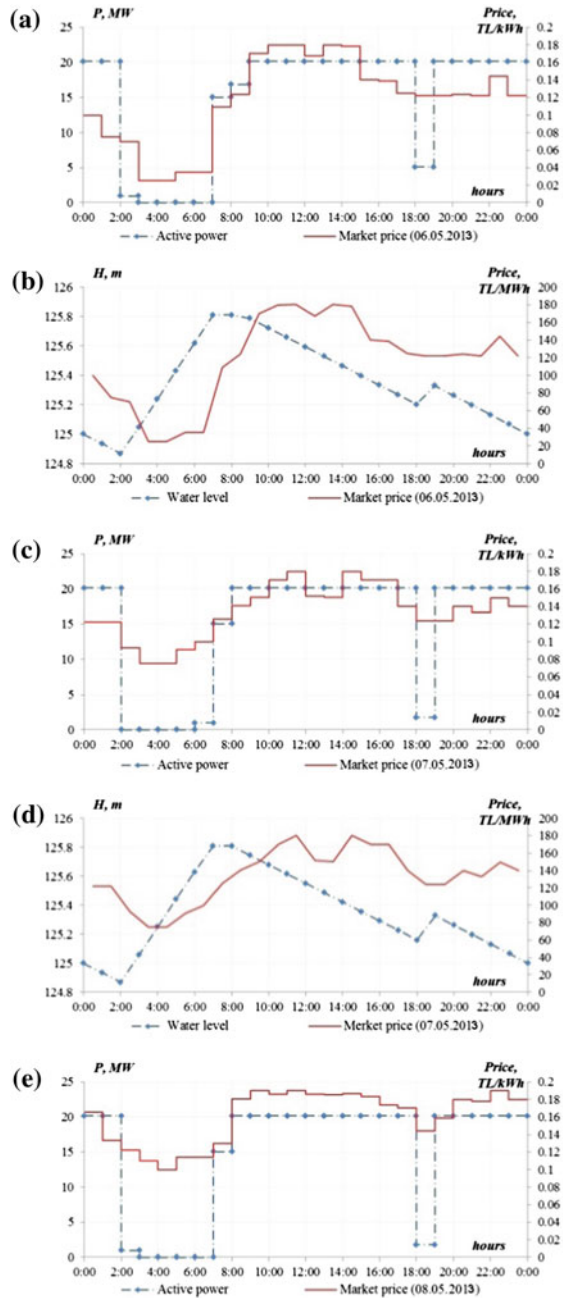 (a)
P, MW
Price,
TL/kWh
25
20
15
10
5
0
0.2
0.18
0.16
0.14
0.12
0.1
0.08
0.06
0.04
0.02
0
hours
0:00 2:00 4:00 6:00 8:00 10:00 12:00 14:00 16:00 18:00 20:00 22:00 0:00
Active power
Market price (06.05.2013)
(b)
H, m
Price,
TL/MWh
126
125.8
125.6
125.4
125.2
125
124.8
200
180
160
140
120
100
80
60
40
20
0
hours
0:00 2:00 4:00 6:00 8:00 10:00 12:00 14:00 16:00 18:00 20:00 22:00 0:00
Water level
Market price (06.05.2013)
(c)
P, MW
Price,
TL/kWh
25
20
15
10
5
0
0.2
0.18
0.16
0.14
0.12
0.1
0.08
0.06
0.04
0.02
0
hours
0:00 2:00 4:00 6:00 8:00 10:00 12:00 14:00 16:00 18:00 20:00 22:00 0:00
Active power
Market price (07.05.2013)
(d)
H, m
Price,
TL/MWh
126
125.8
125.6
125.4
125.2
125
124.8
200
180
160
140
120
100
80
60
40
20
0
hours
0:00 2:00 4:00 6:00 8:00 10:00 12:00 14:00 16:00 18:00 20:00 22:00 0:00
Water level
Merket price (07.05.2013)
(e)
P, MW
Price,
TL/kWh
25
20
15
10
5
0
0.2
0.18
0.16
0.14
0.12
0.1
0.08
0.06
0.04
0.02
0
hours
0:00 2:00 4:00 6:00 8:00 10:00 12:00 14:00 16:00 18:00 20:00 22:00 0:00
Active power
Market price (08.05.2013)